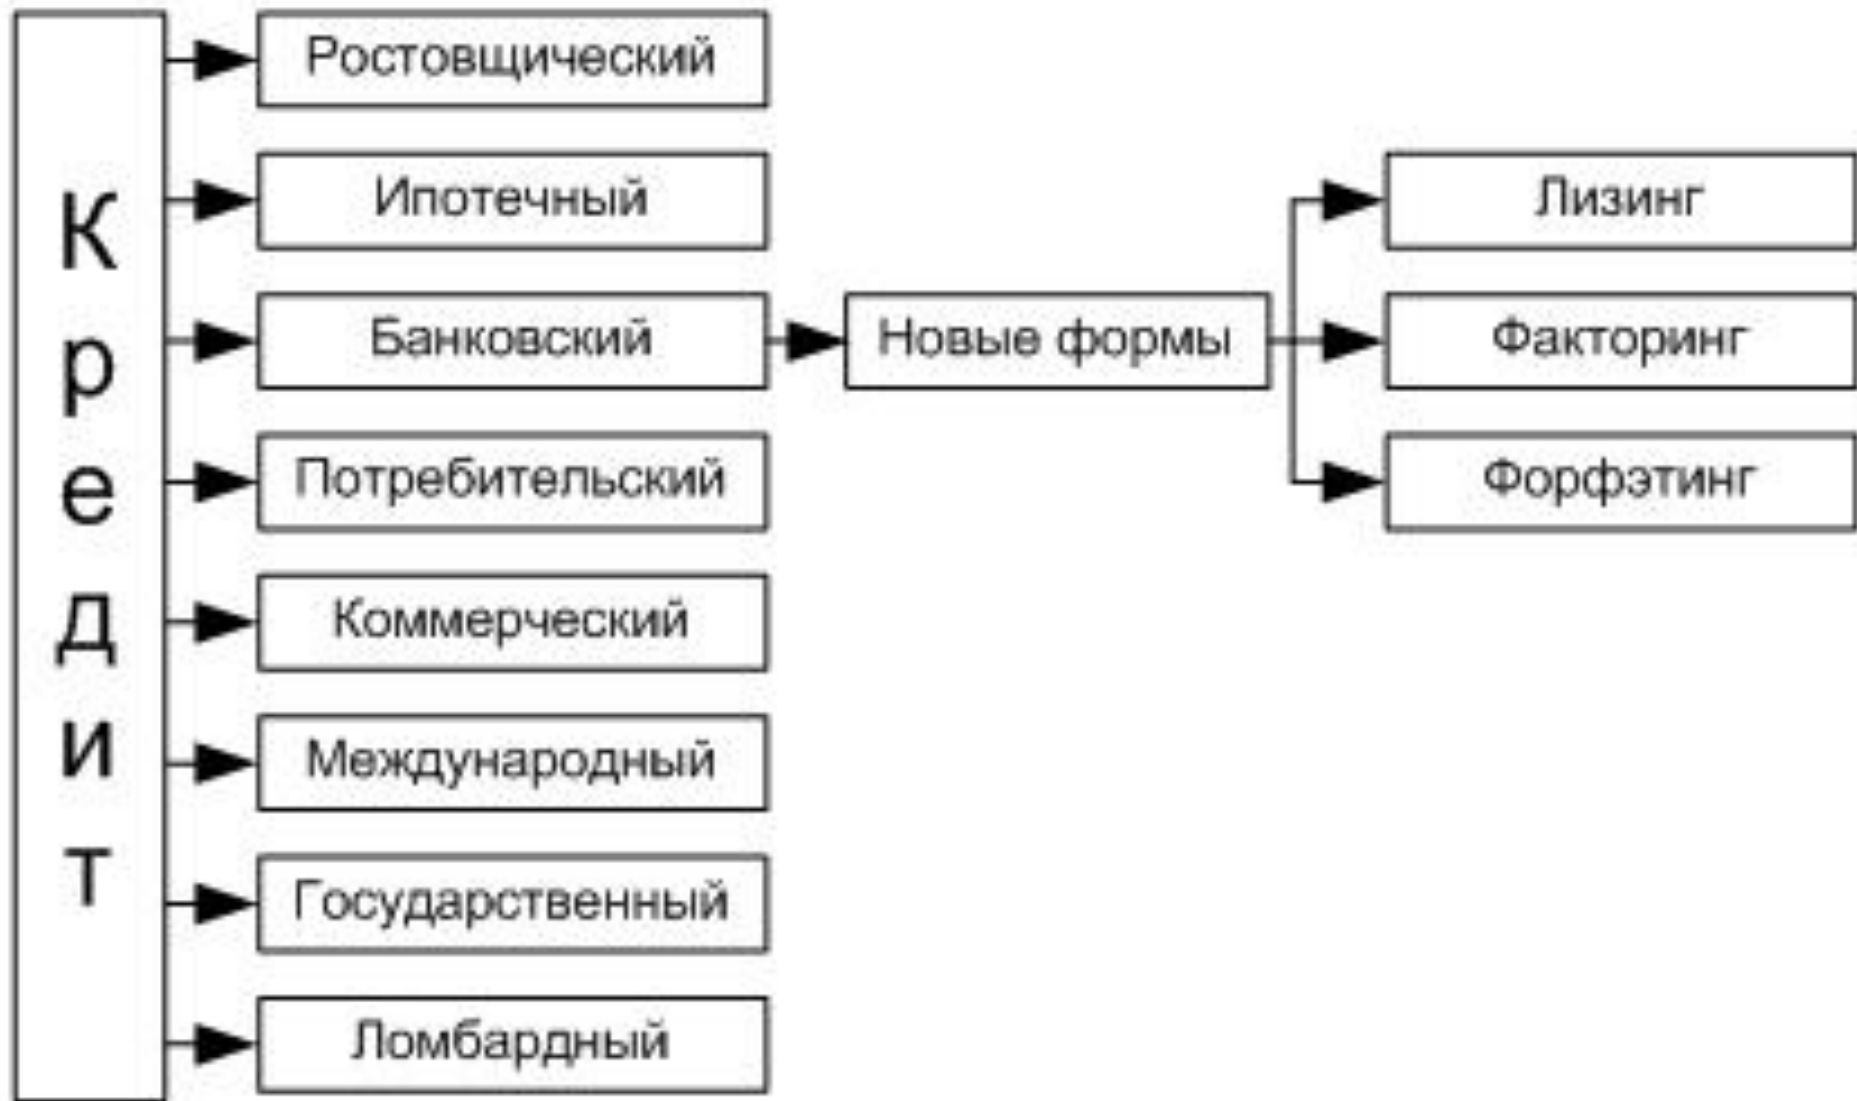 Кредит
Ростовщический
Ипотечный
Банковский
Потребительский
Коммерческий
Международный
Государственный
Ломбардный
Новые формы
Лизинг
Факторинг
Форфэтинг